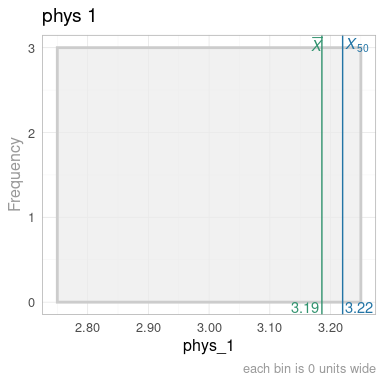 phys 1
3
2
1
0
Frequency
X̅
X₅₀
3.19
3.22
2.80 2.90 3.00 3.10 3.20
phys_1
each bin is 0 units wide